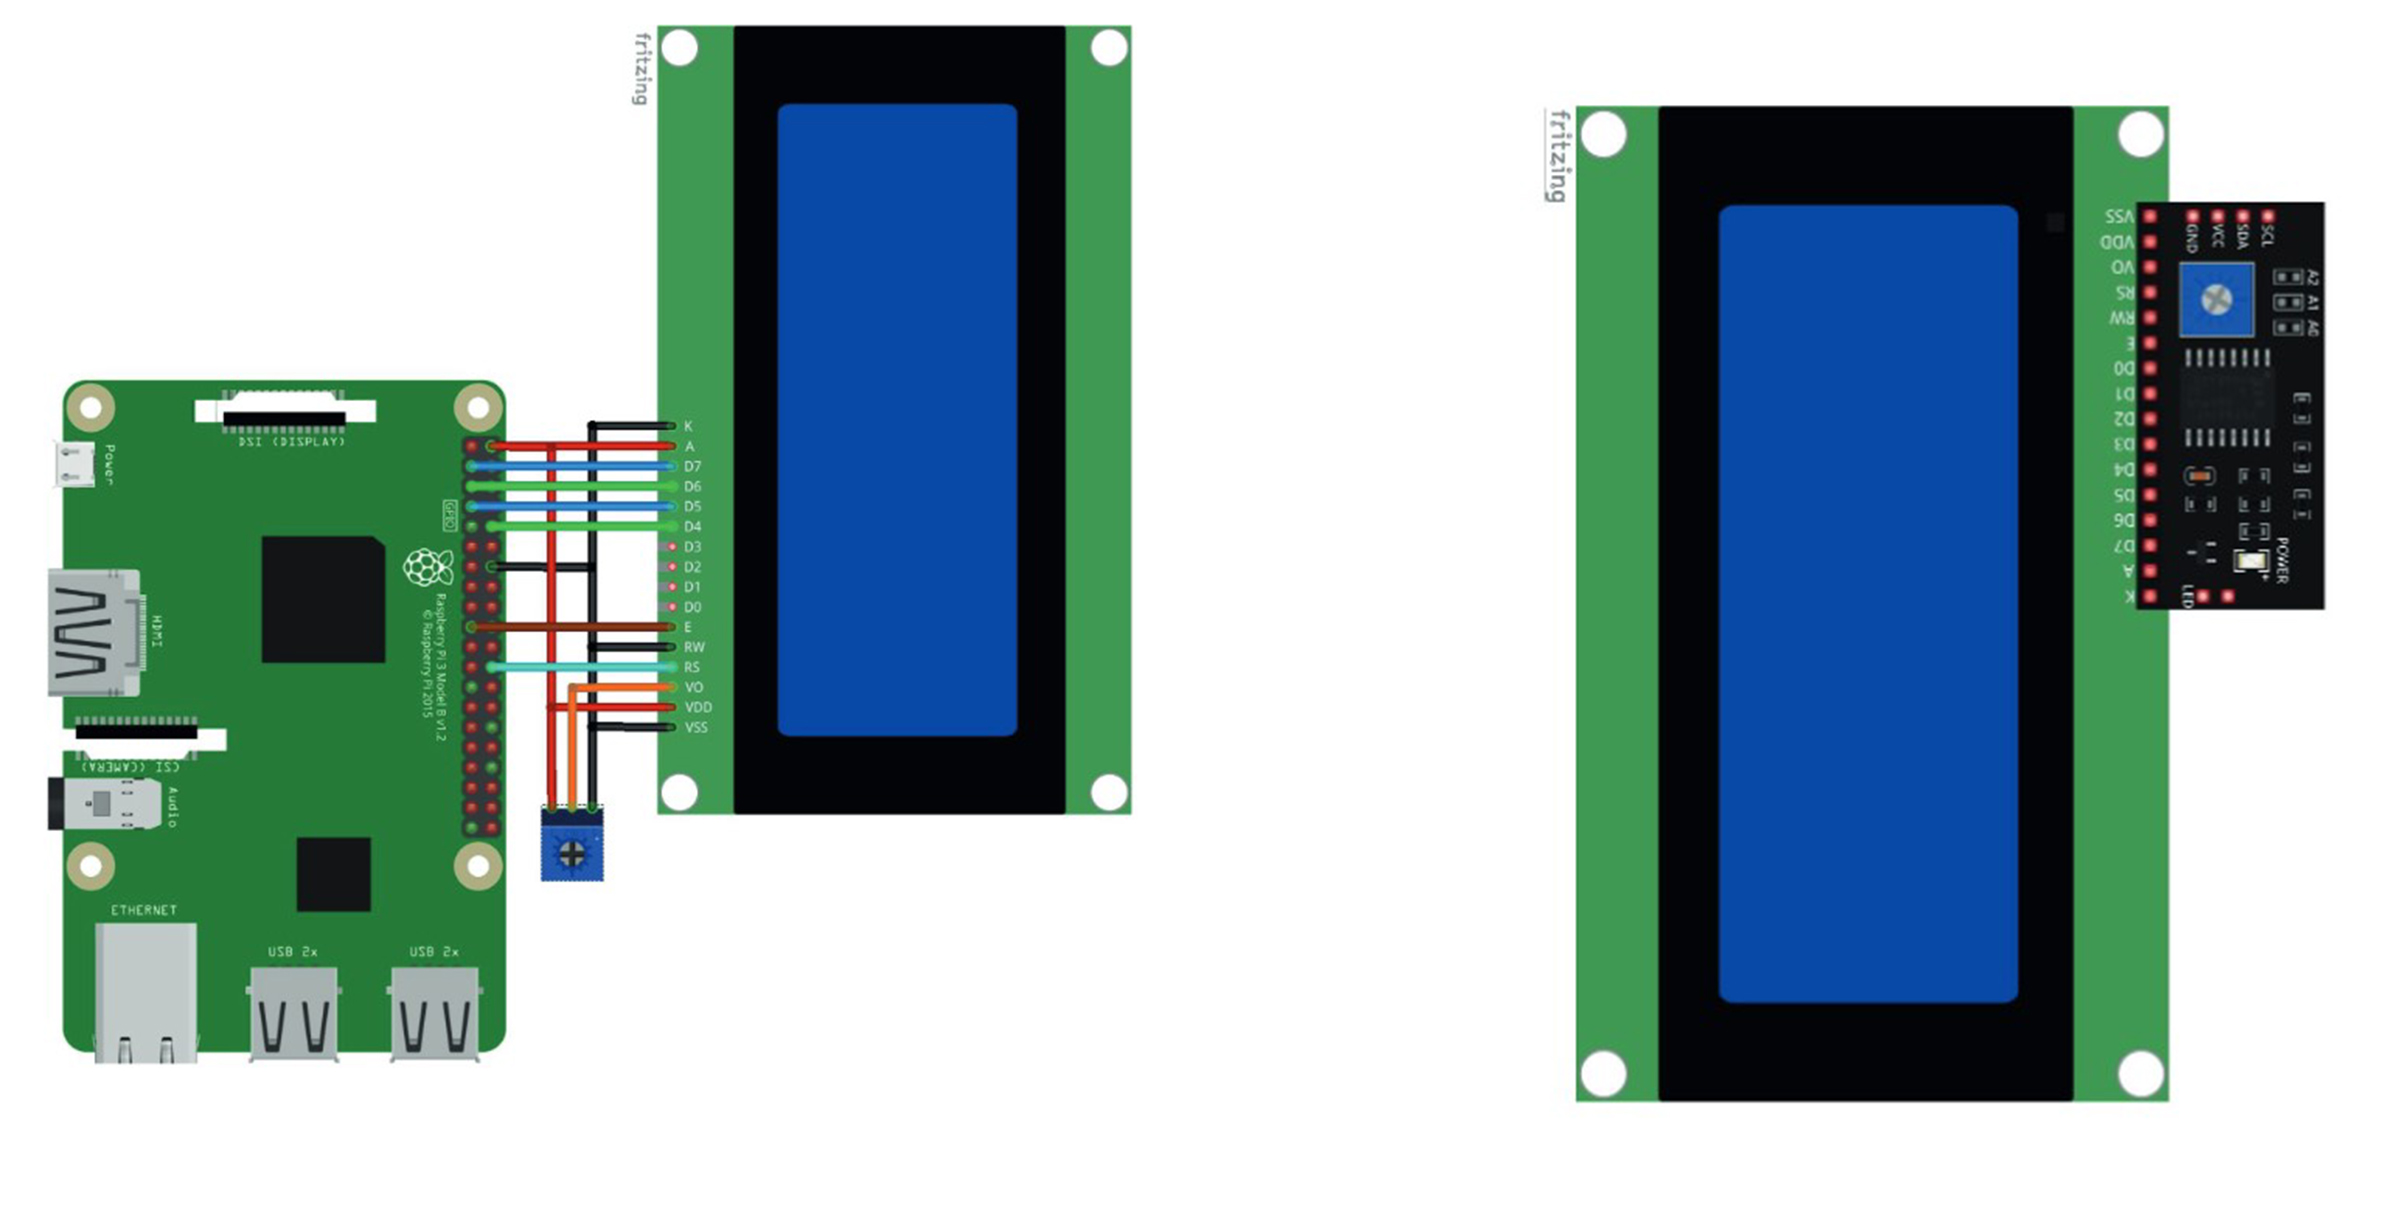 fritzing
K
A
D7
D6
D5
D4
D3
D2
D1
D0
E
RW
RS
VO
VDD
VSS
DSI (DISPLAY)
Power
GPIO
HDMI
Raspberry Pi 3 Model B v1.2
© Raspberry Pi 2015
CSI (CAMERA)
Audio
ETHERNET
USB 2x
USB 2x
fritzing
VSS
VDD
VO
RS
RW
E
D0
D1
D2
D3
D4
D5
D6
D7
A
K
GND
VCC
SDA
SCL
A2
A1
A0
POWER
LED